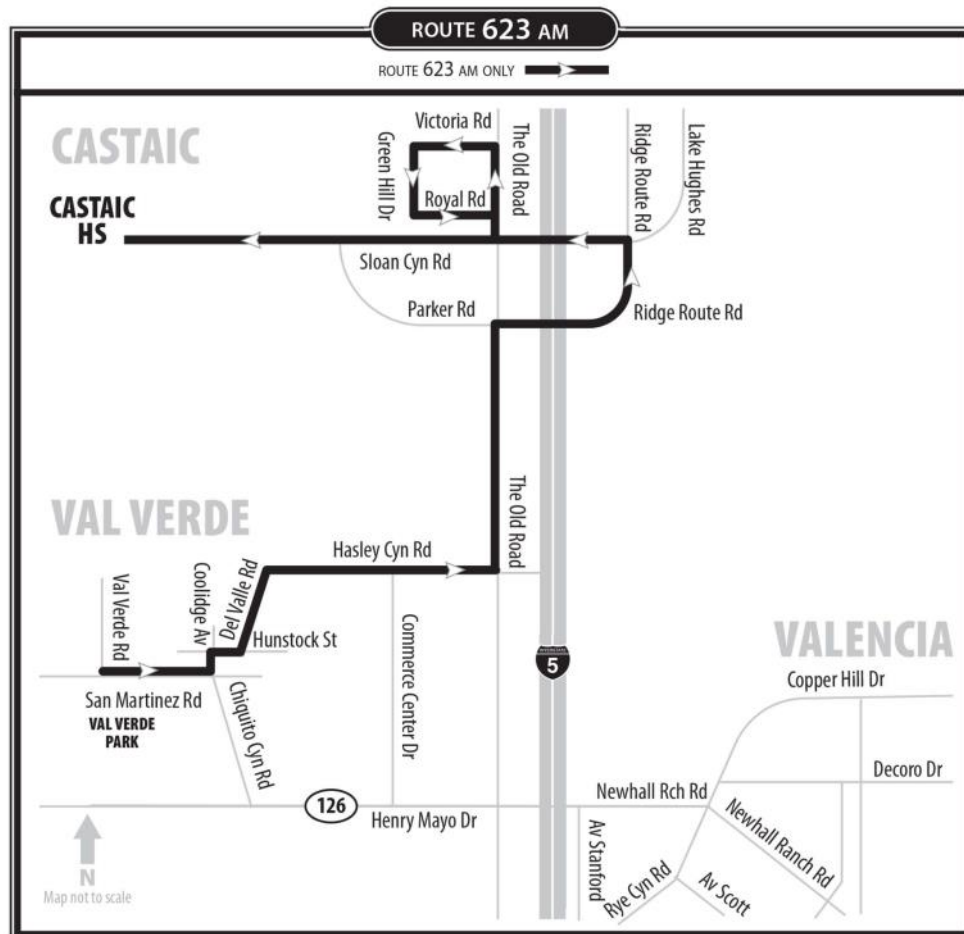 ROUTE 623 AM
ROUTE 623 AM ONLY
CASTAIC
Victoria Rd
Green Hill Dr
The Old Road
Ridge Route Rd
Lake Hughes Rd
Royal Rd
CASTAIC
HS
Sloan Cyn Rd
Parker Rd
Ridge Route Rd
VAL VERDE
The Old Road
Hasley Cyn Rd
Val Verde Rd
Coolidge Av
Del Valle Rd
Hunstock St
Commerce Center Dr
VALENCIA
INTERSTATE
5
Copper Hill Dr
San Martinez Rd
VAL VERDE
PARK
Chiquito Cyn Rd
Decoro Dr
Newhall Rch Rd
126
Henry Mayo Dr
Av Stanford
Newhall Ranch Rd
Rye Cyn Rd
Av Scott
N
Map not to scale